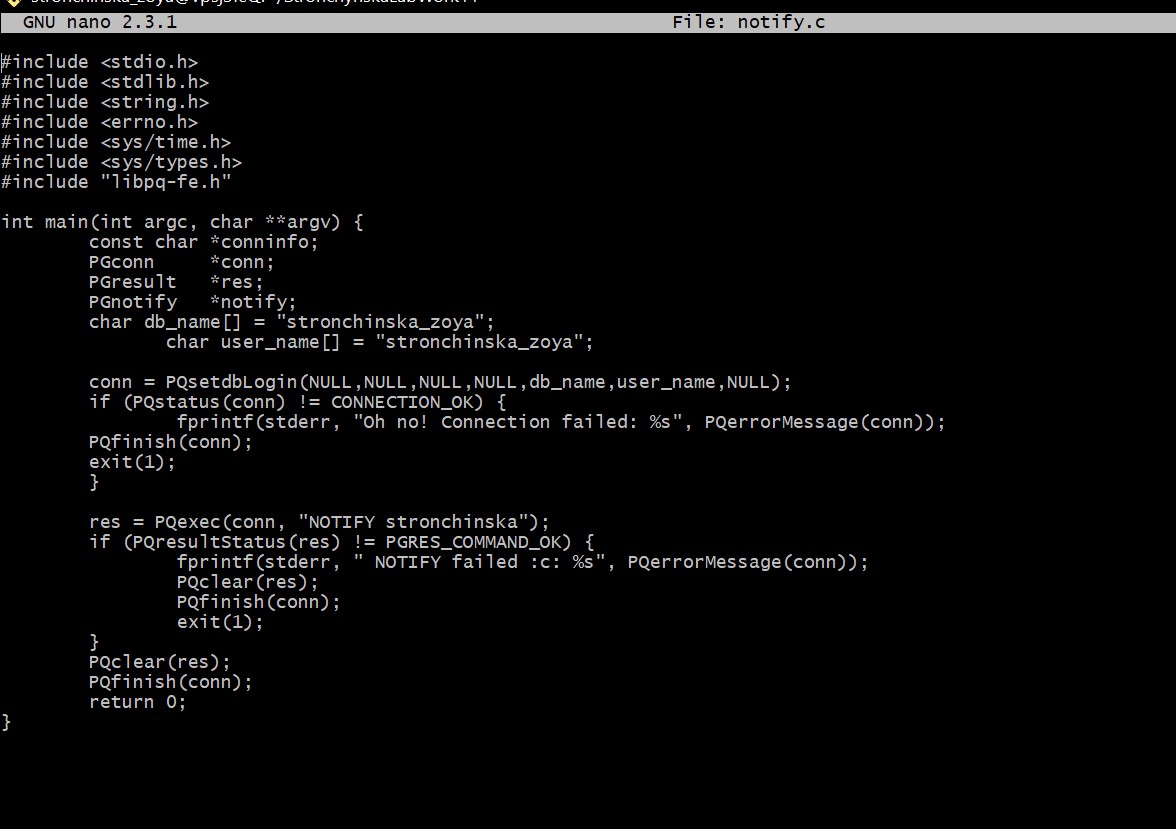 GNU nano 2.3.1 File: notify.c
#include <stdio.h>
#include <stdlib.h>
#include <string.h>
#include <errno.h>
#include <sys/time.h>
#include <sys/types.h>
#include "libpq-fe.h"
int main(int argc, char **argv) {
        const char *conninfo;
        PGconn     *conn;
        PGresult   *res;
        PGnotify   *notify;
        char db_name[] = "stronchinska_zoya";
               char user_name[] = "stronchinska_zoya";
        conn = PQsetdbLogin(NULL,NULL,NULL,NULL,db_name,user_name,NULL);
        if (PQstatus(conn) != CONNECTION_OK) {
                fprintf(stderr, "Oh no! Connection failed: %s", PQerrorMessage(conn));
        PQfinish(conn);
        exit(1);
        }
        res = PQexec(conn, "NOTIFY stronchinska");
        if (PQresultStatus(res) != PGRES_COMMAND_OK) {
                fprintf(stderr, " NOTIFY failed :c: %s", PQerrorMessage(conn));
                PQclear(res);
                PQfinish(conn);
                exit(1);
        }
        PQclear(res);
        PQfinish(conn);
        return 0;
}